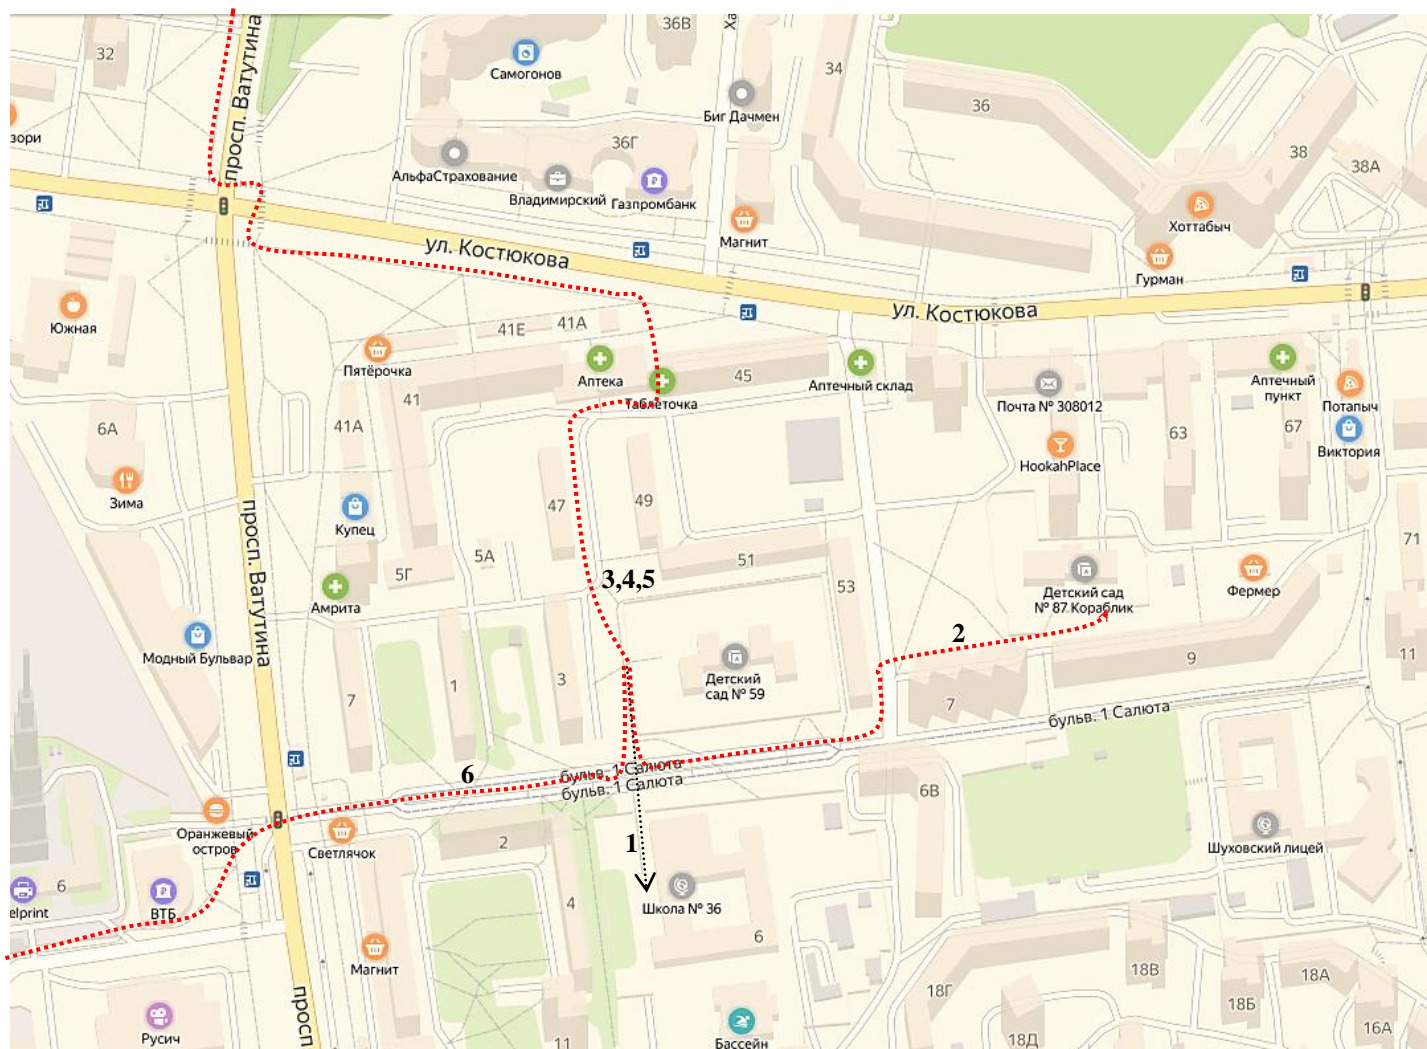 32
просп. Ватутина
36В
Самогонов
34
36
Биг Дачмен
зори
36Г
38
38А
АльфаСтрахование
Владимирский
Газпромбанк
Магнит
Хоттабыч
ул. Костюкова
Гурман
Южная
ул. Костюкова
41Е
41А
Пятёрочка
Аптека
Таблеточка
45
Аптечный склад
Почта № 308012
Аптечный
пункт
Потапыч
41
41А
6А
63
67
Виктория
HookahPlace
Зима
47
49
Купец
просп. Ватутина
5А
5Г
51
53
71
3,4,5
Амрита
Детский сад
№ 87 Кораблик
Фермер
2
Модный Бульвар
7
1
3
Детский
сад № 59
7
9
11
бульв. 1 Салюта
6
бульв. 1 Салюта
бульв. 1 Салюта
6В
Оранжевый
остров
Светлячок
2
1
Шуховский лицей
6
elprint
ВТБ
4
Школа № 36
6
Магнит
18Г
18В
18А
18Б
просп
Русич
11
Бассейн
18Д
16А